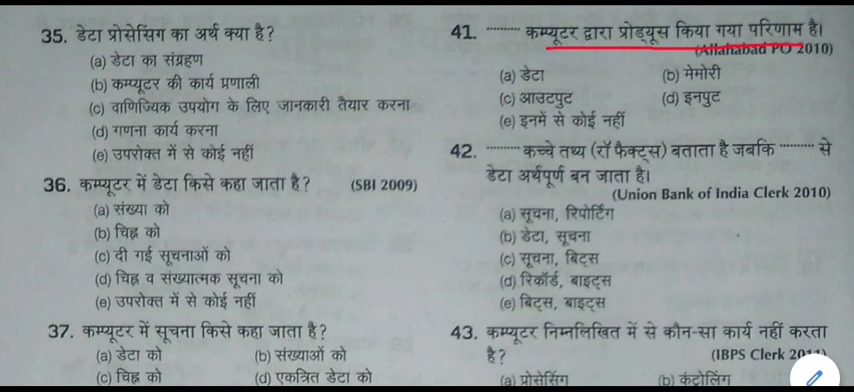 35. डेटा प्रोसेसिंग का अर्थ क्या है?
(a) डेटा का संग्रहण
(b) कम्प्यूटर की कार्य प्रणाली
(c) वाणिज्यिक उपयोग के लिए जानकारी तैयार करना
(d) गणना कार्य करना
(e) उपरोक्त में से कोई नहीं
36. कम्प्यूटर में डेटा किसे कहा जाता है? (SBI 2009)
(a) संख्या को
(b) चिह्न को
(c) दी गई सूचनाओं को
(d) चिह्न व संख्यात्मक सूचना को
(e) उपरोक्त में से कोई नहीं
37. कम्प्यूटर में सूचना किसे कहा जाता है?
(a) डेटा को (b) संख्याओं को
(c) चिह्न को (d) एकत्रित डेटा को
41. ········ कम्प्यूटर द्वारा प्रोड्यूस किया गया परिणाम है।
(Allahabad PO 2010)
(a) डेटा (b) मेमोरी
(c) आउटपुट (d) इनपुट
(e) इनमें से कोई नहीं
42. ········ कच्चे तथ्य (रॉ फैक्ट्स) बताता है जबकि ········ से
डेटा अर्थपूर्ण बन जाता है।
(Union Bank of India Clerk 2010)
(a) सूचना, रिपोर्टिंग
(b) डेटा, सूचना
(c) सूचना, बिट्स
(d) रिकॉर्ड, बाइट्स
(e) बिट्स, बाइट्स
43. कम्प्यूटर निम्नलिखित में से कौन-सा कार्य नहीं करता
है? (IBPS Clerk 2011)
(a) प्रोसेसिंग (b) कंट्रोलिंग